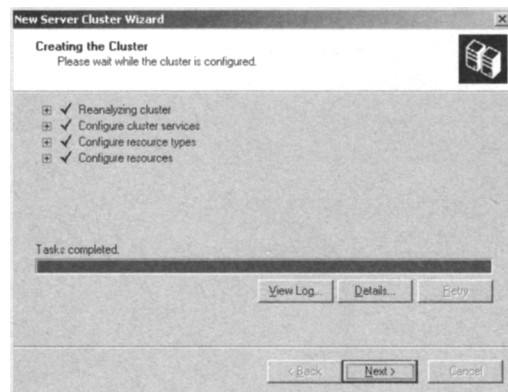 New Server Cluster Wizard
Creating the Cluster
Please wait while the cluster is configured.
Reanalyzing cluster
Configure cluster services
Configure resource types
Configure resources
Tasks completed.
View Log... Details... Retry
< Back Next > Cancel